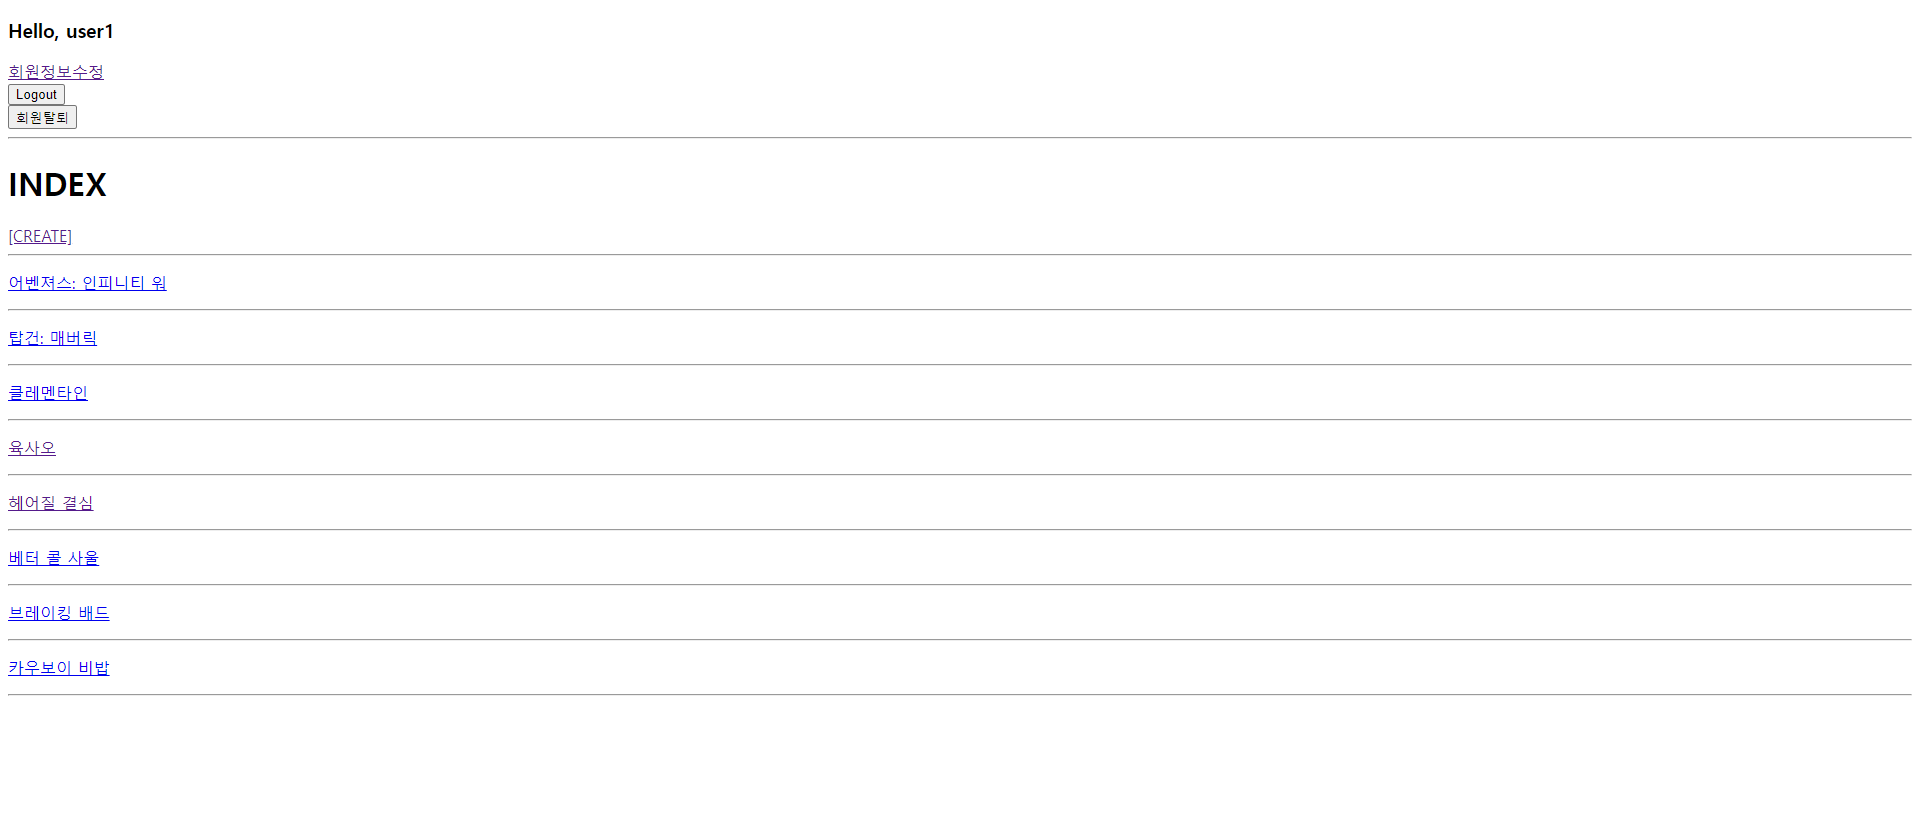 Hello, user1
회원정보수정
Logout
회원탈퇴
INDEX
[CREATE]
어벤져스: 인피니티 워
탑건: 매버릭
클레멘타인
육사오
헤어질 결심
베터 콜 사울
브레이킹 배드
카우보이 비밥